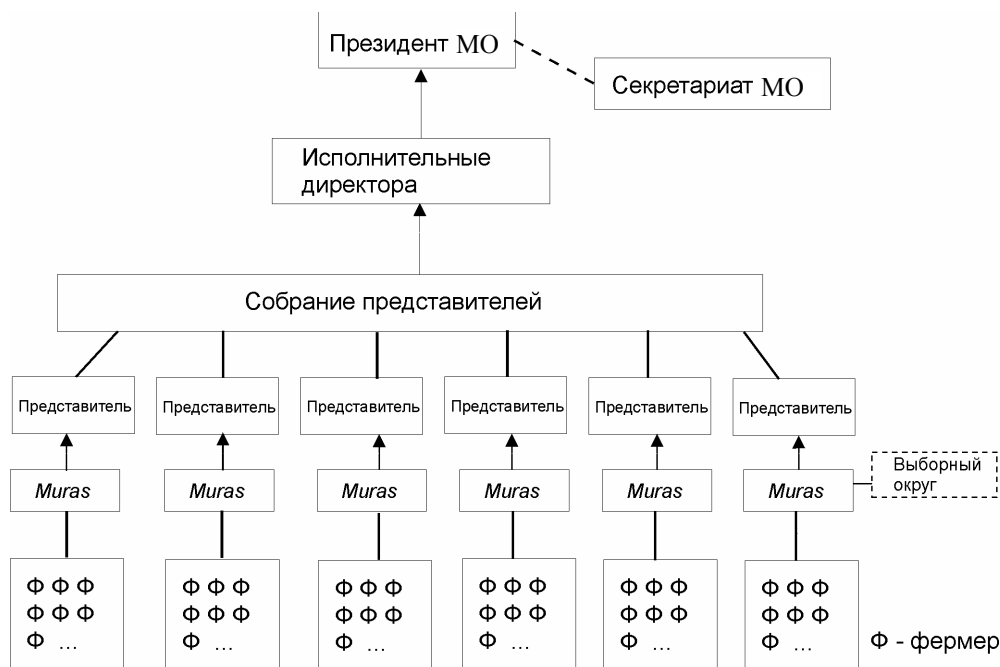 Президент МО
Секретариат МО
Исполнительные
директора
Собрание представителей
Представитель Представитель Представитель Представитель Представитель Представитель
Muras Muras Muras Muras Muras Muras
Выборный
округ
Ф Ф Ф Ф Ф Ф Ф Ф Ф Ф Ф Ф Ф Ф Ф Ф Ф Ф
Ф Ф Ф Ф Ф Ф Ф Ф Ф Ф Ф Ф Ф Ф Ф Ф Ф Ф
Ф ... Ф ... Ф ... Ф ... Ф ... Ф ... Ф - фермер